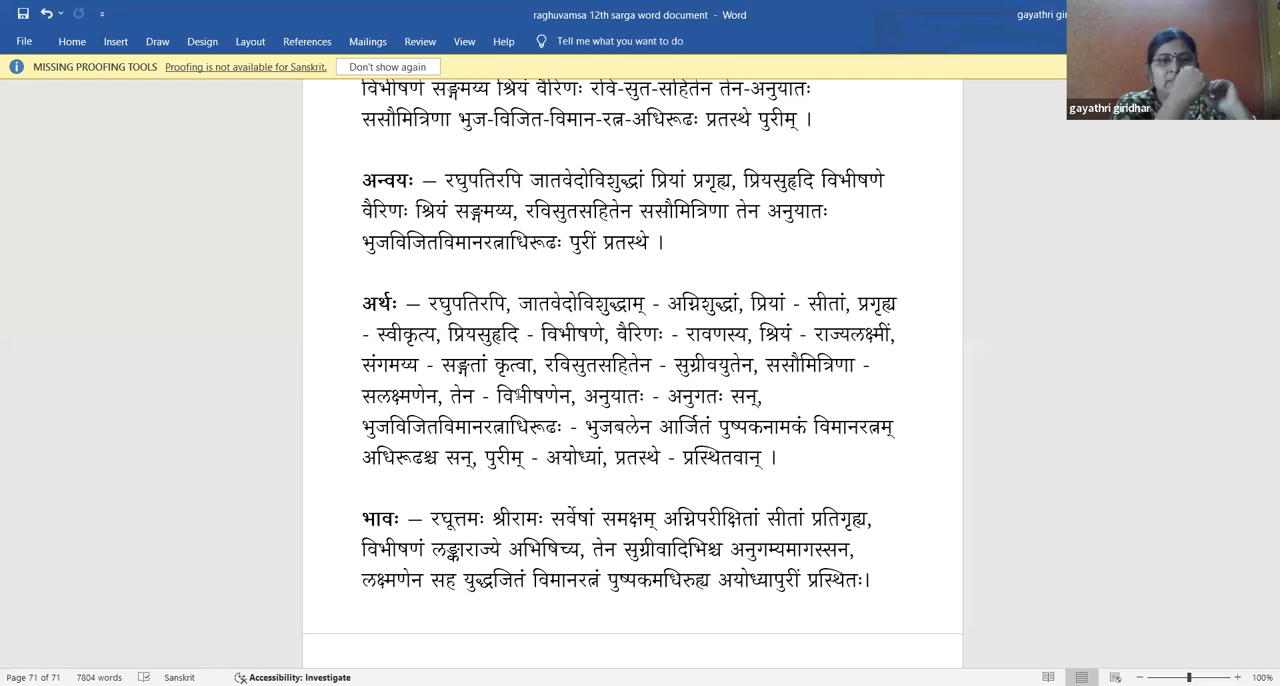 raghuvamsa 12th sarga word document - Word
gayathri gir
File Home Insert Draw Design Layout References Mailings Review View Help Tell me what you want to do
MISSING PROOFING TOOLS Proofing is not available for Sanskrit. Don't show again
gayathri giridhar
विभीषणे सङ्गमय्य श्रियं वैरिणः रवि-सुत-सहितेन तेन-अनुयातः
ससौमित्रिणा भुज-विजित-विमान-रत्न-अधिरूढः प्रतस्थे पुरीम् ।
अन्वयः – रघुपतिरपि जातवेदोविशुद्धां प्रियां प्रगृह्य, प्रियसुहृदि विभीषणे
वैरिणः श्रियं सङ्गमय्य, रविसुतसहितेन ससौमित्रिणा तेन अनुयातः
भुजविजितविमानरत्नाधिरूढः पुरीं प्रतस्थे ।
अर्थः – रघुपतिरपि, जातवेदोविशुद्धाम् - अग्निशुद्धां, प्रियां - सीतां, प्रगृह्य
- स्वीकृत्य, प्रियसुहृदि - विभीषणे, वैरिणः - रावणस्य, श्रियं - राज्यलक्ष्मीं,
संगमय्य - सङ्गतां कृत्वा, रविसुतसहितेन - सुग्रीवयुतेन, ससौमित्रिणा -
सलक्ष्मणेन, तेन - विभीषणेन, अनुयातः - अनुगतः सन्,
भुजविजितविमानरत्नाधिरूढः - भुजबलेन आर्जितं पुष्पकनामकं विमानरत्नम्
अधिरूढश्च सन्, पुरीम् - अयोध्यां, प्रतस्थे - प्रस्थितवान् ।
भावः – रघूत्तमः श्रीरामः सर्वेषां समक्षम् अग्निपरीक्षितां सीतां प्रतिगृह्य,
विभीषणं लङ्काराज्ये अभिषिच्य, तेन सुग्रीवादिभिश्च अनुगम्यमागस्सन,
लक्ष्मणेन सह युद्धजितं विमानरत्नं पुष्पकमधिरुह्य अयोध्यापुरीं प्रस्थितः।
Page 71 of 71 7804 words Sanskrit Accessibility: Investigate 100%